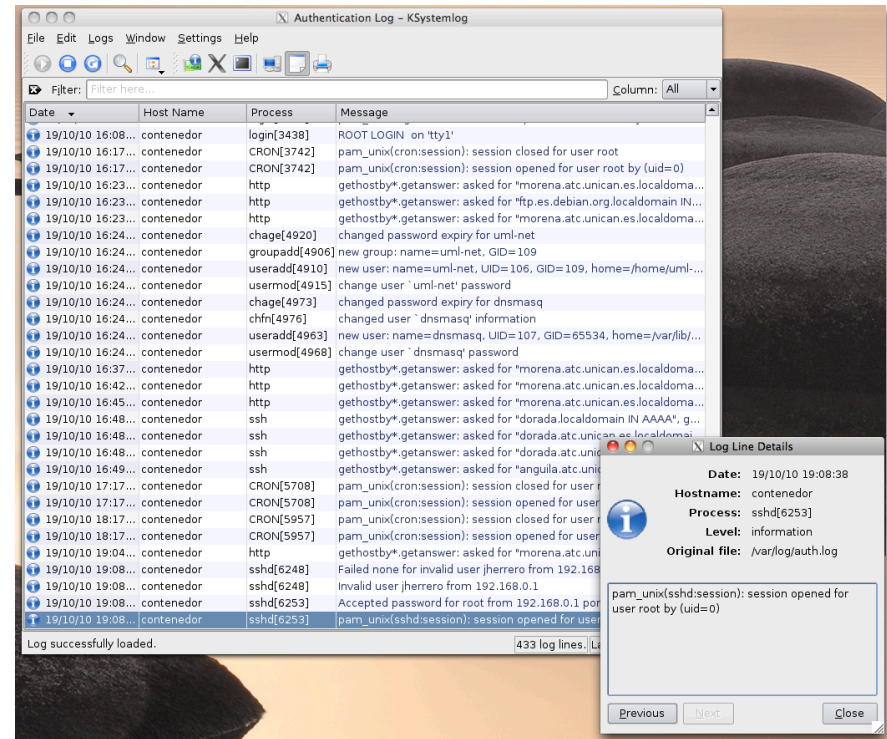 Authentication Log – KSystemlog
File Edit Logs Window Settings Help
Filter: Filter here... Column: All
Date Host Name Process Message
19/10/10 16:08... contenedor login[3438] ROOT LOGIN on 'tty1'
19/10/10 16:17... contenedor CRON[3742] pam_unix(cron:session): session closed for user root
19/10/10 16:17... contenedor CRON[3742] pam_unix(cron:session): session opened for user root by (uid=0)
19/10/10 16:23... contenedor http gethostby*.getanswer: asked for "morena.atc.unican.es.localdoma...
19/10/10 16:23... contenedor http gethostby*.getanswer: asked for "ftp.es.debian.org.localdomain IN...
19/10/10 16:23... contenedor http gethostby*.getanswer: asked for "morena.atc.unican.es.localdoma...
19/10/10 16:24... contenedor chage[4920] changed password expiry for uml-net
19/10/10 16:24... contenedor groupadd[4906] new group: name=uml-net, GID=109
19/10/10 16:24... contenedor useradd[4910] new user: name=uml-net, UID=106, GID=109, home=/home/uml-...
19/10/10 16:24... contenedor usermod[4915] change user `uml-net' password
19/10/10 16:24... contenedor chage[4973] changed password expiry for dnsmasq
19/10/10 16:24... contenedor chfn[4976] changed user `dnsmasq' information
19/10/10 16:24... contenedor useradd[4963] new user: name=dnsmasq, UID=107, GID=65534, home=/var/lib/...
19/10/10 16:24... contenedor usermod[4968] change user `dnsmasq' password
19/10/10 16:37... contenedor http gethostby*.getanswer: asked for "morena.atc.unican.es.localdoma...
19/10/10 16:42... contenedor http gethostby*.getanswer: asked for "morena.atc.unican.es.localdoma...
19/10/10 16:45... contenedor http gethostby*.getanswer: asked for "morena.atc.unican.es.localdoma...
19/10/10 16:48... contenedor ssh gethostby*.getanswer: asked for "dorada.localdomain IN AAAA", g...
19/10/10 16:48... contenedor ssh gethostby*.getanswer: asked for "dorada.atc.unican.es.localdomai...
19/10/10 16:48... contenedor ssh gethostby*.getanswer: asked for "dorada.atc.unic
19/10/10 16:49... contenedor ssh gethostby*.getanswer: asked for "anguila.atc.unic
19/10/10 17:17... contenedor CRON[5708] pam_unix(cron:session): session closed for user r
19/10/10 17:17... contenedor CRON[5708] pam_unix(cron:session): session opened for user
19/10/10 18:17... contenedor CRON[5957] pam_unix(cron:session): session closed for user r
19/10/10 18:17... contenedor CRON[5957] pam_unix(cron:session): session opened for user
19/10/10 19:04... contenedor http gethostby*.getanswer: asked for "morena.atc.uni
19/10/10 19:08... contenedor sshd[6248] Failed none for invalid user jherrero from 192.168
19/10/10 19:08... contenedor sshd[6248] Invalid user jherrero from 192.168.0.1
19/10/10 19:08... contenedor sshd[6253] Accepted password for root from 192.168.0.1 por
19/10/10 19:08... contenedor sshd[6253] pam_unix(sshd:session): session opened for user
Log successfully loaded. 433 log lines. La
Log Line Details
Date: 19/10/10 19:08:38
Hostname: contenedor
Process: sshd[6253]
Level: information
Original file: /var/log/auth.log
pam_unix(sshd:session): session opened for
user root by (uid=0)
Previous Next Close